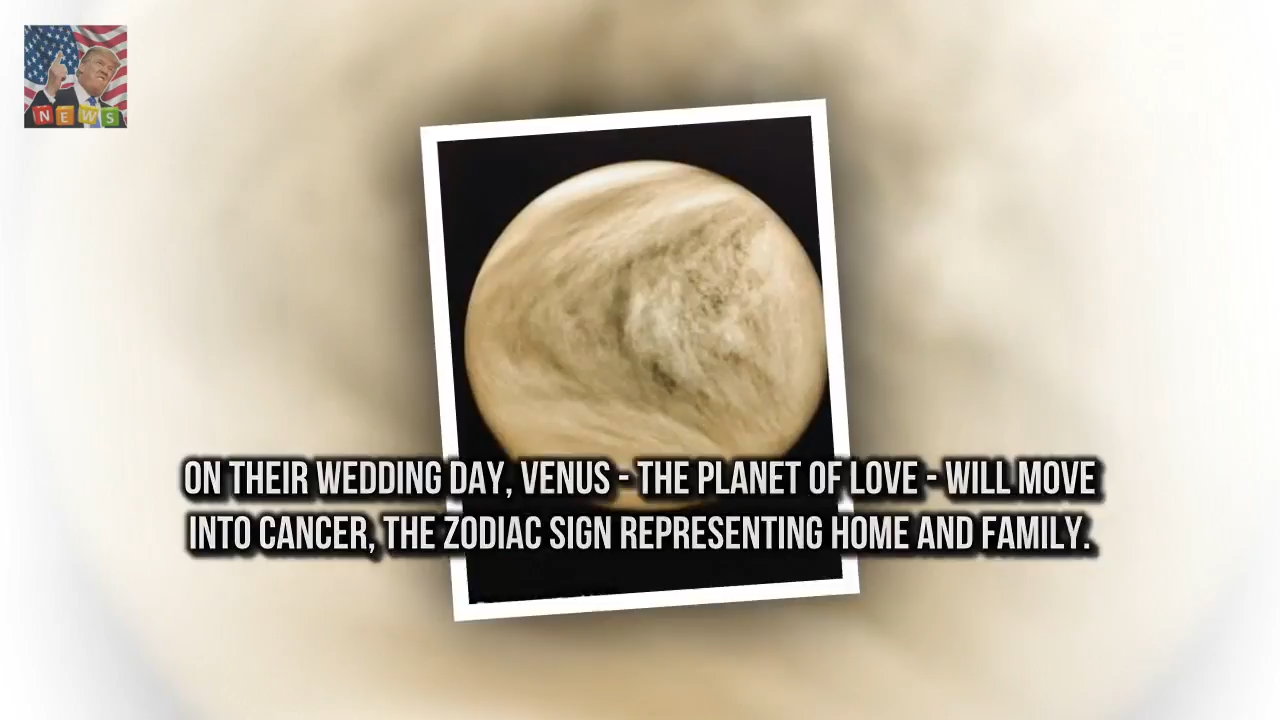 NEWS
ON THEIR WEDDING DAY, VENUS - THE PLANET OF LOVE - WILL MOVE
INTO CANCER, THE ZODIAC SIGN REPRESENTING HOME AND FAMILY.